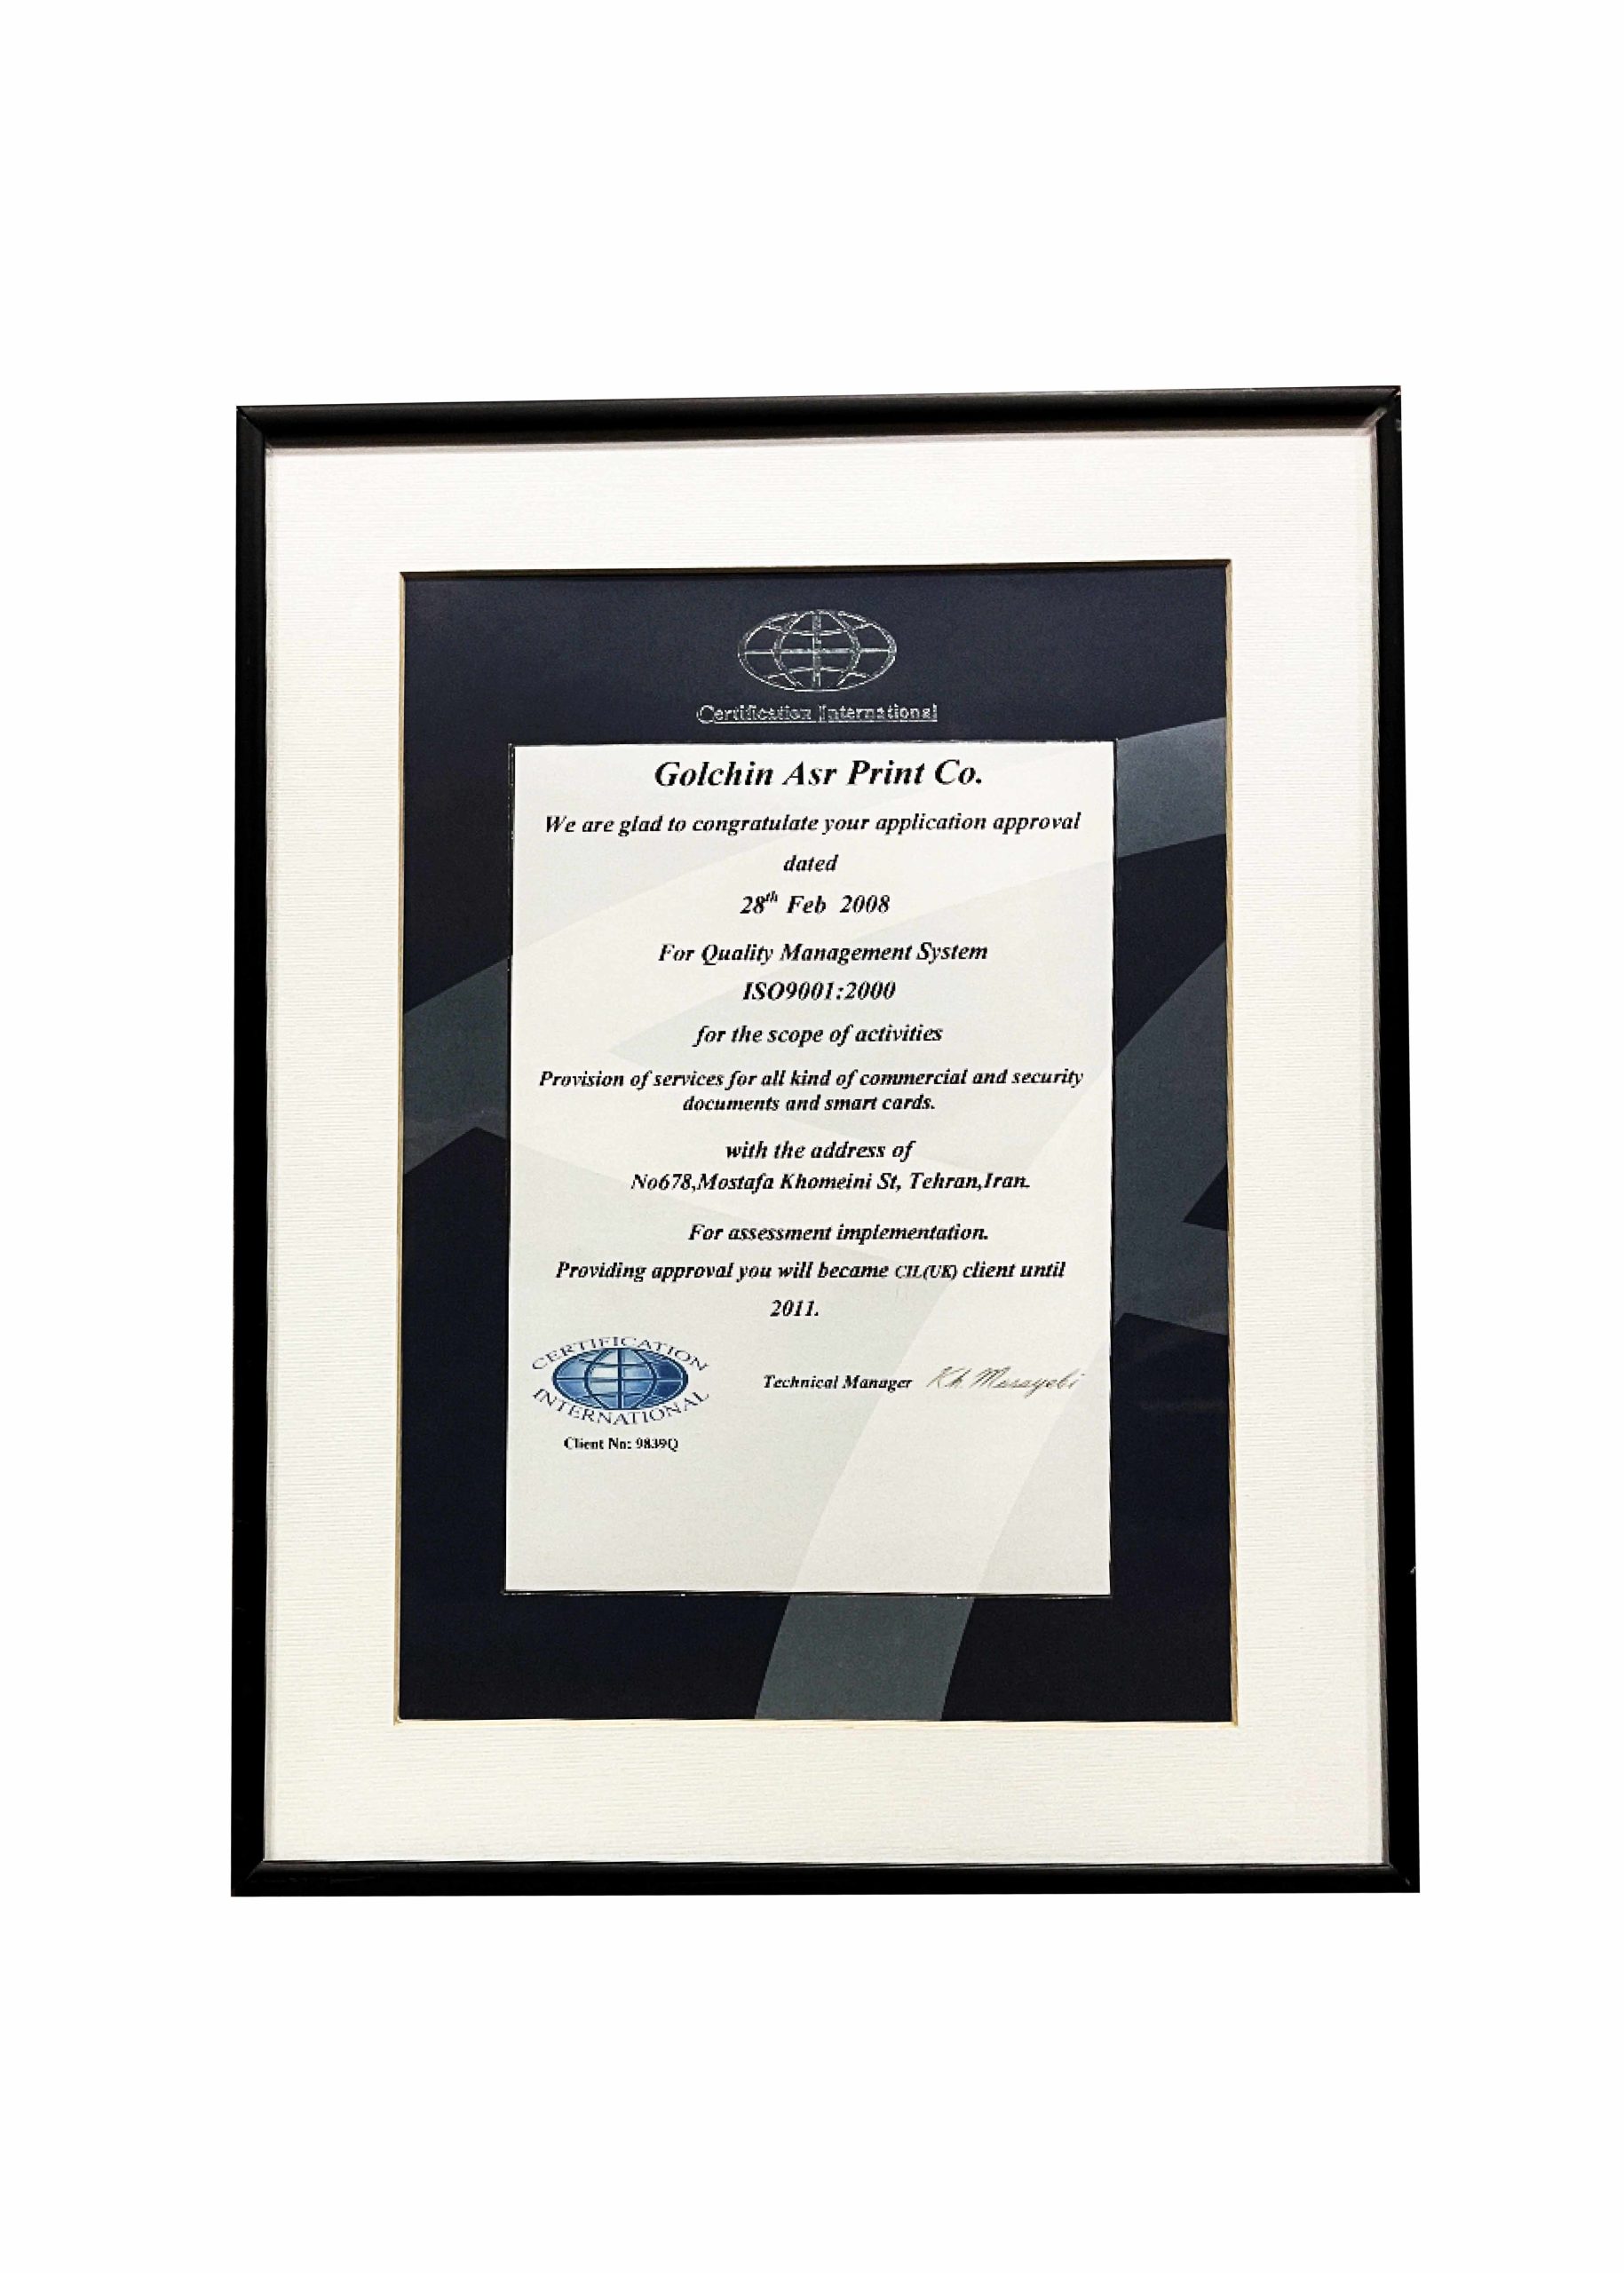 Certification International
Golchin Asr Print Co.
We are glad to congratulate your application approval
dated
28th Feb 2008
For Quality Management System
ISO9001:2000
for the scope of activities
Provision of services for all kind of commercial and security
documents and smart cards.
with the address of
No678,Mostafa Khomeini St, Tehran,Iran.
For assessment implementation.
Providing approval you will became CIL(UK) client until
2011.
CERTIFICATION
INTERNATIONAL
Technical Manager Kh. Mosayebi
Client No: 9839Q